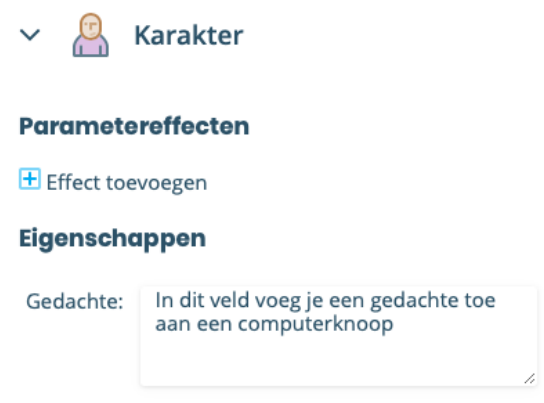 Karakter
Parametereffecten
Effect toevoegen
Eigenschappen
Gedachte: In dit veld voeg je een gedachte toe
aan een computerknoop